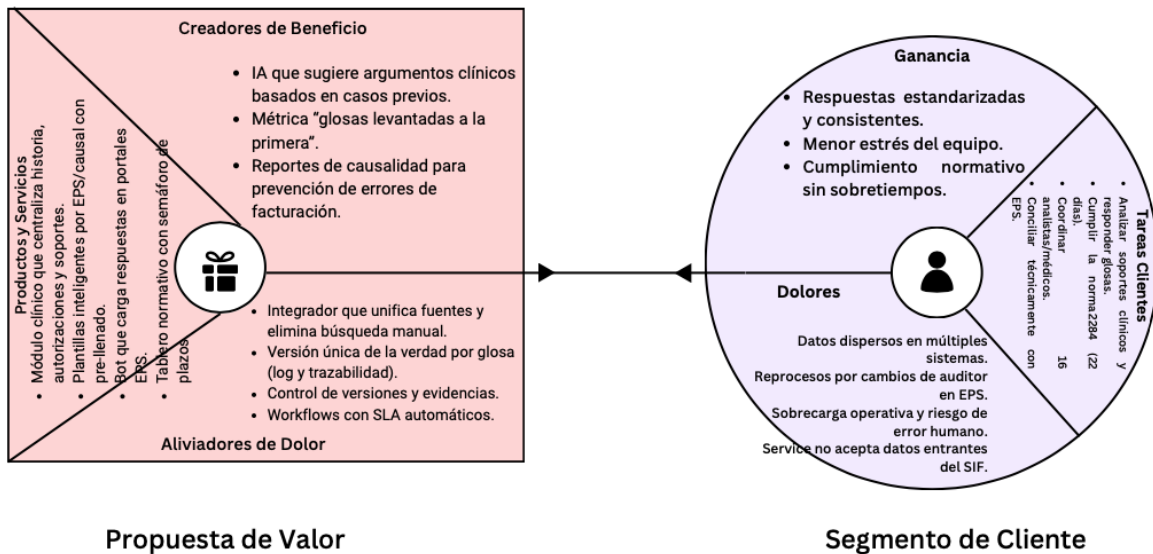 Creadores de Beneficio
• IA que sugiere argumentos clínicos
basados en casos previos.
• Métrica “glosas levantadas a la
primera”.
• Reportes de causalidad para
prevención de errores de
facturación.
Productos y Servicios
• Módulo clínico que centraliza historia,
autorizaciones y soportes.
• Plantillas inteligentes por EPS/causal con
pre-llenado.
• Bot que carga respuestas en portales
EPS.
• Tablero normativo con semáforo de
plazos
• Integrador que unifica fuentes y
elimina búsqueda manual.
• Versión única de la verdad por glosa
(log y trazabilidad).
• Control de versiones y evidencias.
• Workflows con SLA automáticos.
Aliviadores de Dolor
Propuesta de Valor
Ganancia
• Respuestas estandarizadas
y consistentes.
• Menor estrés del equipo.
• Cumplimiento normativo
sin sobretiempos.
Tareas Clientes
• Analizar soportes clínicos y
responder glosas.
• Cumplir la norma 2284 (22
días).
• Coordinar 16
analistas/médicos.
• Conciliar técnicamente con
EPS.
Dolores
Datos dispersos en múltiples
sistemas.
Reprocesos por cambios de auditor
en EPS.
Sobrecarga operativa y riesgo de
error humano.
Service no acepta datos entrantes
del SIF.
Segmento de Cliente